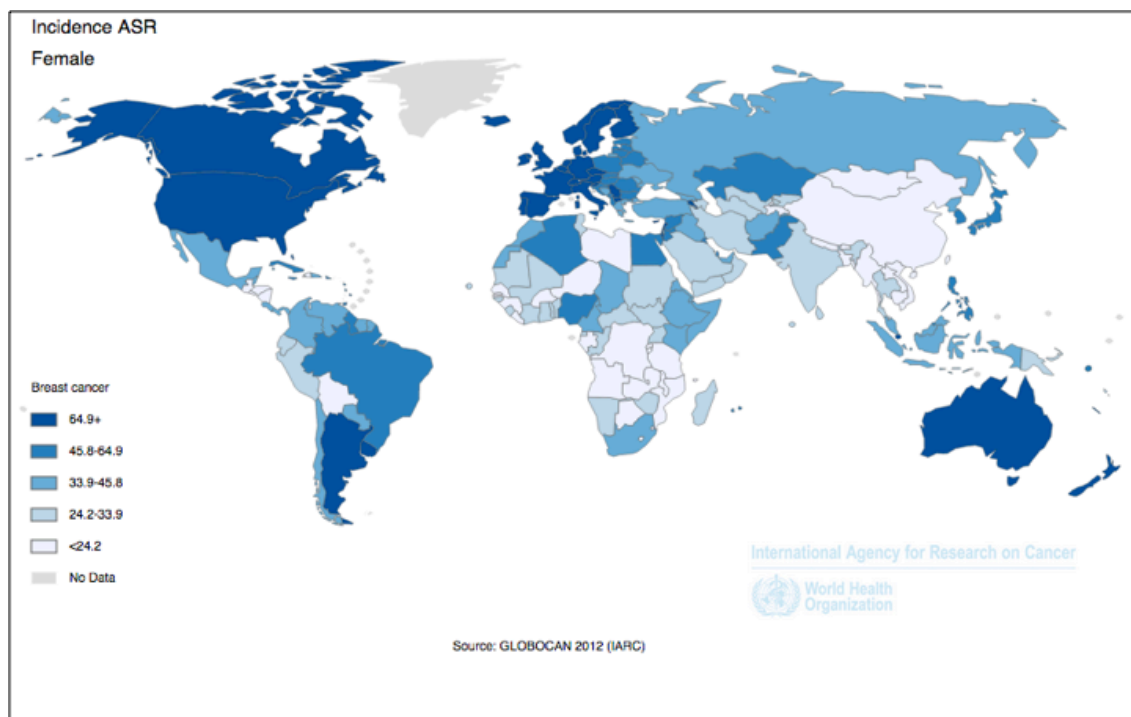 Incidence ASR
Female
Breast cancer
64.9+
45.8-64.9
33.9-45.8
24.2-33.9
<24.2
No Data
International Agency for Research on Cancer
World Health
Organization
Source: GLOBOCAN 2012 (IARC)